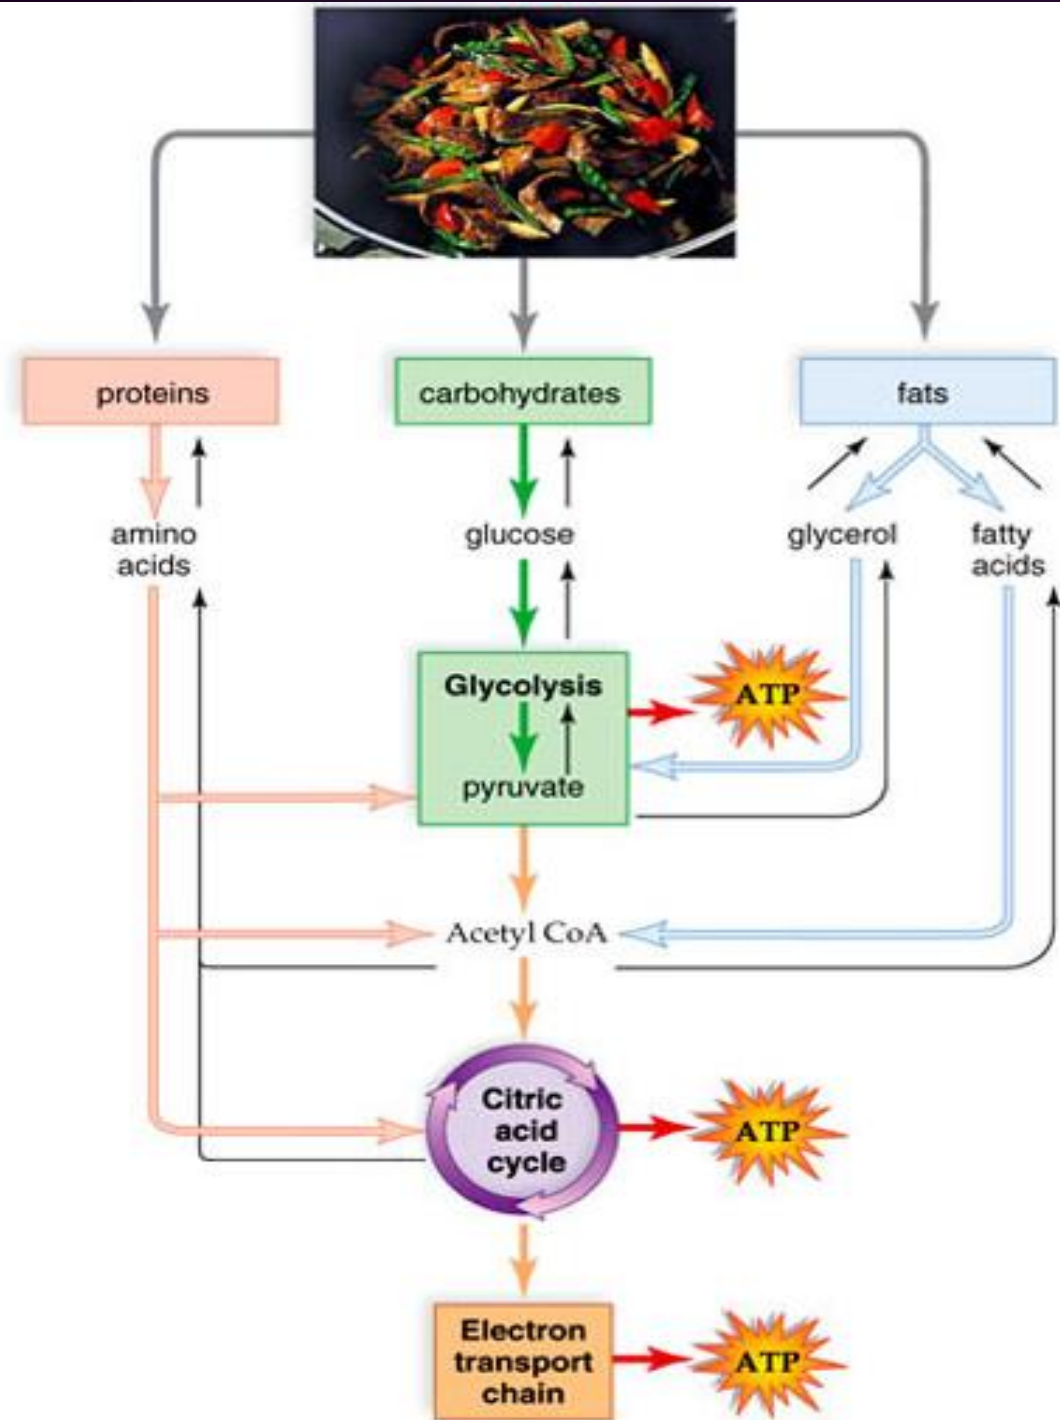 proteins
carbohydrates
fats
amino
acids
glucose
glycerol
fatty
acids
Glycolysis
ATP
pyruvate
Acetyl CoA
Citric
acid
cycle
ATP
Electron
transport
chain
ATP